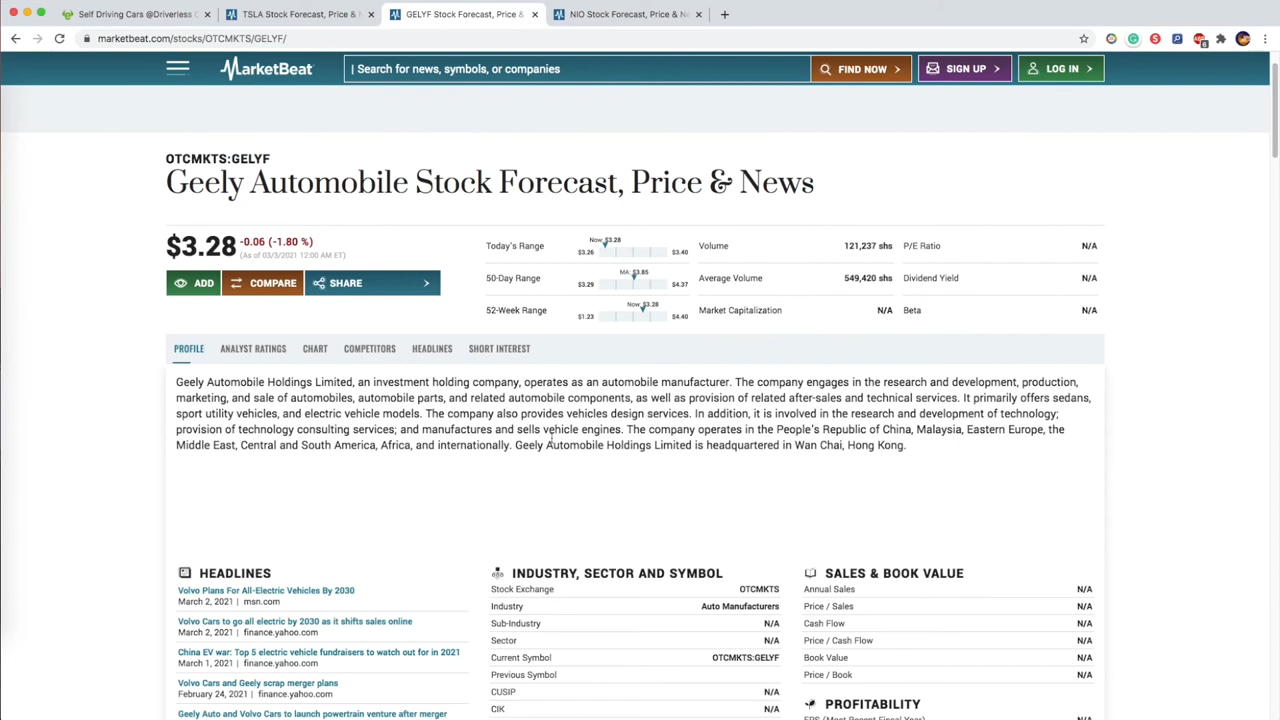 Self Driving Cars @Driverless C
TSLA Stock Forecast, Price & N
GELYF Stock Forecast, Price &
NIO Stock Forecast, Price & Ne
marketbeat.com/stocks/OTCMKTS/GELYF/
MarketBeat
Search for news, symbols, or companies
FIND NOW
SIGN UP
LOG IN
OTCMKTS:GELYF
Geely Automobile Stock Forecast, Price & News
$3.28 -0.06 (-1.80 %)
(As of 03/3/2021 12:00 AM ET)
ADD
COMPARE
SHARE
Today's Range
Now: $3.28
$3.26
$3.40
50-Day Range
MA: $3.85
$3.29
$4.37
52-Week Range
Now: $3.28
$1.23
$4.40
Volume 121,237 shs
Average Volume 549,420 shs
Market Capitalization N/A
P/E Ratio N/A
Dividend Yield N/A
Beta N/A
PROFILE ANALYST RATINGS CHART COMPETITORS HEADLINES SHORT INTEREST
Geely Automobile Holdings Limited, an investment holding company, operates as an automobile manufacturer. The company engages in the research and development, production,
marketing, and sale of automobiles, automobile parts, and related automobile components, as well as provision of related after-sales and technical services. It primarily offers sedans,
sport utility vehicles, and electric vehicle models. The company also provides vehicles design services. In addition, it is involved in the research and development of technology;
provision of technology consulting services; and manufactures and sells vehicle engines. The company operates in the People's Republic of China, Malaysia, Eastern Europe, the
Middle East, Central and South America, Africa, and internationally. Geely Automobile Holdings Limited is headquartered in Wan Chai, Hong Kong.
HEADLINES
Volvo Plans For All-Electric Vehicles By 2030
March 2, 2021 | msn.com
Volvo Cars to go all electric by 2030 as it shifts sales online
March 2, 2021 | finance.yahoo.com
China EV war: Top 5 electric vehicle fundraisers to watch out for in 2021
March 1, 2021 | finance.yahoo.com
Volvo Cars and Geely scrap merger plans
February 24, 2021 | finance.yahoo.com
Geely Auto and Volvo Cars to launch powertrain venture after merger
INDUSTRY, SECTOR AND SYMBOL
Stock Exchange OTCMKTS
Industry Auto Manufacturers
Sub-Industry N/A
Sector N/A
Current Symbol OTCMKTS:GELYF
Previous Symbol
CUSIP N/A
CIK N/A
SALES & BOOK VALUE
Annual Sales N/A
Price / Sales N/A
Cash Flow N/A
Price / Cash Flow N/A
Book Value N/A
Price / Book N/A
PROFITABILITY
EPS (Most Recent Fiscal Year) N/A